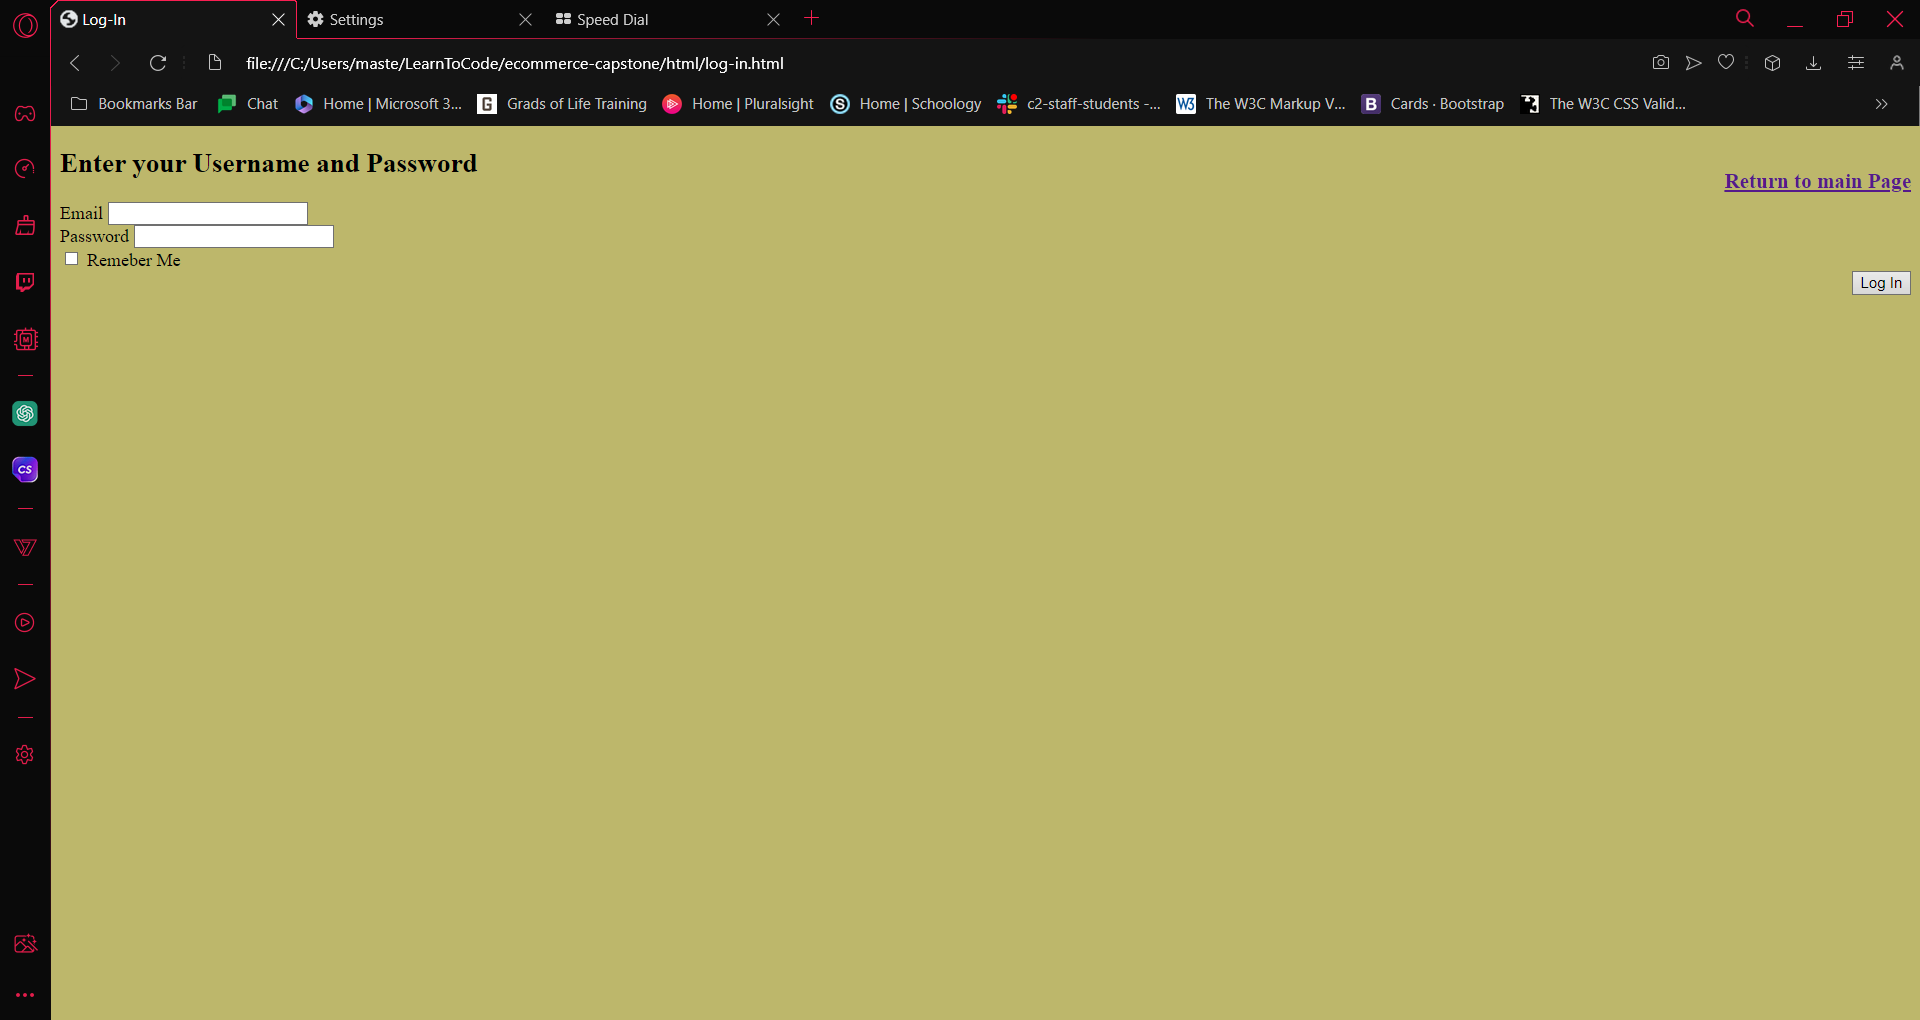 Log-In
Settings
Speed Dial
file:///C:/Users/maste/LearnToCode/ecommerce-capstone/html/log-in.html
Bookmarks Bar
Chat
Home | Microsoft 3...
G
Grads of Life Training
Home | Pluralsight
S
Home | Schoology
c2-staff-students -...
W3
The W3C Markup V...
B
Cards · Bootstrap
The W3C CSS Valid...
Enter your Username and Password
Return to main Page
Email
Password
Remeber Me
Log In
M
CS